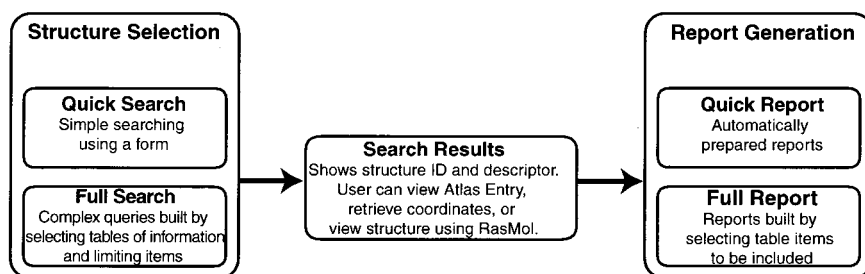 Structure Selection
Quick Search
Simple searching
using a form
Full Search
Complex queries built by
selecting tables of information
and limiting items
Search Results
Shows structure ID and descriptor.
User can view Atlas Entry,
retrieve coordinates, or
view structure using RasMol.
Report Generation
Quick Report
Automatically
prepared reports
Full Report
Reports built by
selecting table items
to be included